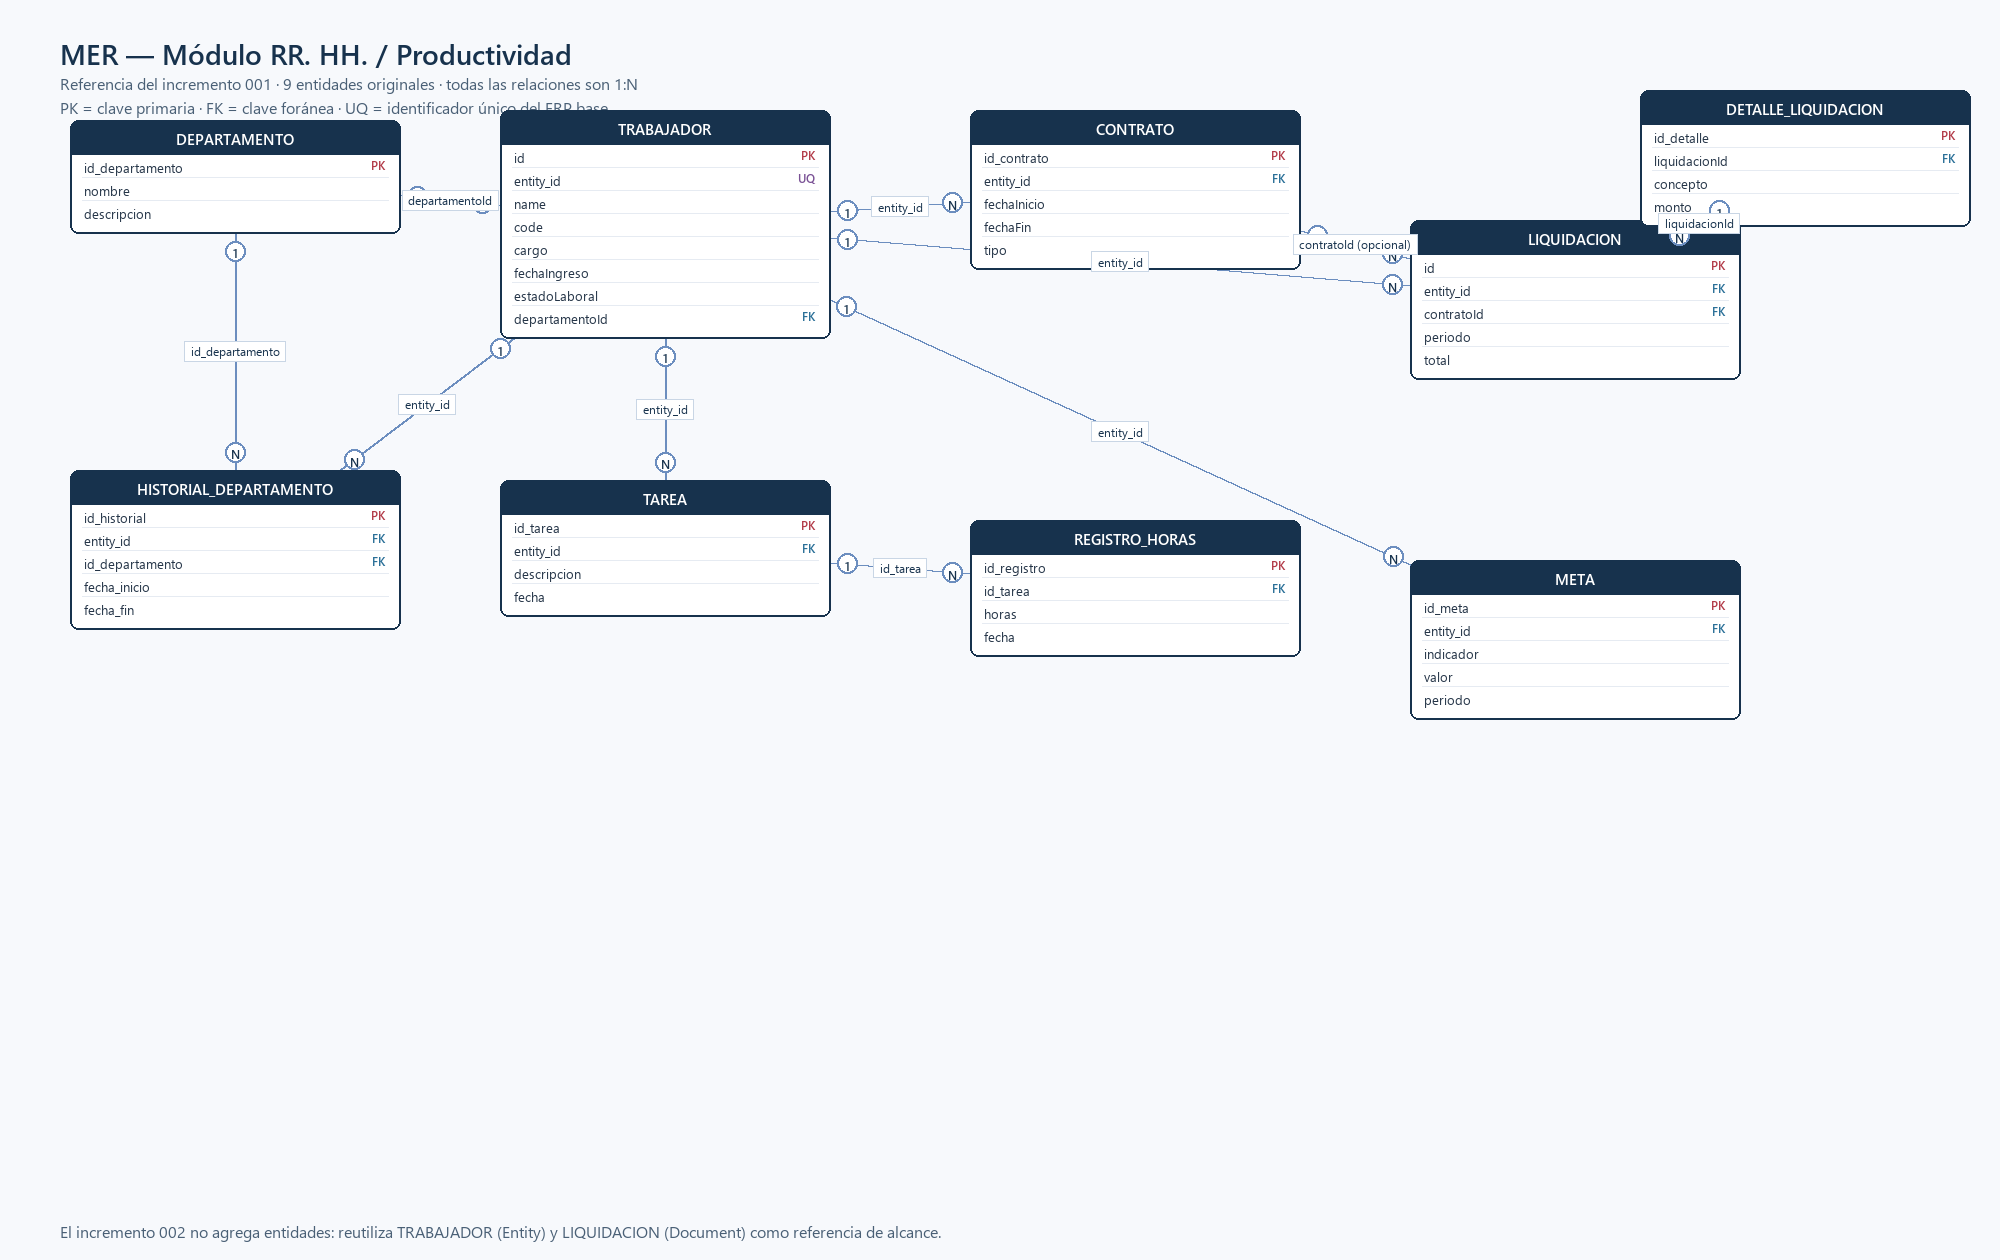 MER — Módulo RR. HH. / Productividad
Referencia del incremento 001 · 9 entidades originales · todas las relaciones son 1:N
PK = clave primaria · FK = clave foránea · UQ = identificador único del ERP base
DEPARTAMENTO
id_departamento PK
nombre
descripcion
departamentoId
TRABAJADOR
id PK
entity_id UQ
name
code
cargo
fechaIngreso
estadoLaboral
departamentoId FK
1 entity_id N
1
entity_id
N
CONTRATO
id_contrato PK
entity_id FK
fechaInicio
fechaFin
tipo
contratoId (opcional)
N
DETALLE_LIQUIDACION
id_detalle PK
liquidacionId FK
concepto
monto
1
liquidacionId
N
LIQUIDACION
id PK
entity_id FK
contratoId FK
periodo
total
1
id_departamento
N
1
entity_id
N
1
entity_id
N
1
entity_id
N
HISTORIAL_DEPARTAMENTO
id_historial PK
entity_id FK
id_departamento FK
fecha_inicio
fecha_fin
TAREA
id_tarea PK
entity_id FK
descripcion
fecha
1 id_tarea N
REGISTRO_HORAS
id_registro PK
id_tarea FK
horas
fecha
META
id_meta PK
entity_id FK
indicador
valor
periodo
El incremento 002 no agrega entidades: reutiliza TRABAJADOR (Entity) y LIQUIDACION (Document) como referencia de alcance.